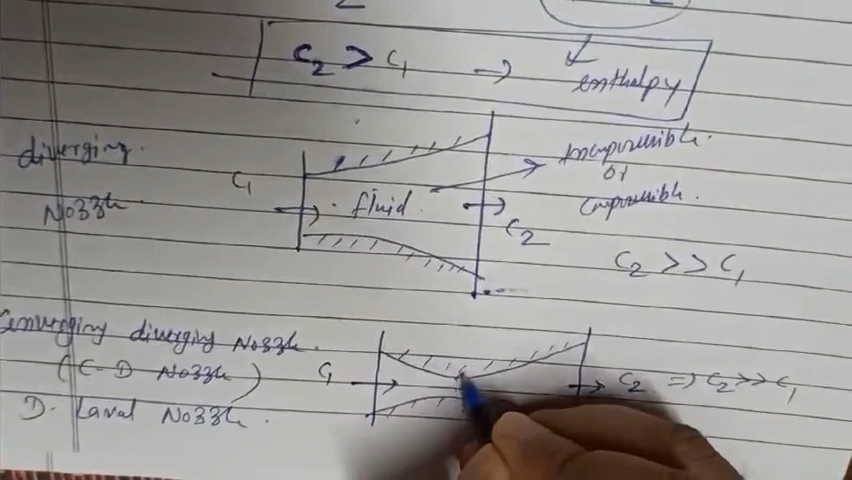 C₂ > C₁ →
enthalpy
diverging
Nozzle
C₁
fluid
Incompressible
or
Compressible
C₂
C₂ >> C₁
Converging diverging Nozzle
(C-D Nozzle)
D. Laval Nozzle
C₁
C₂ ⇒ C₂ >> C₁